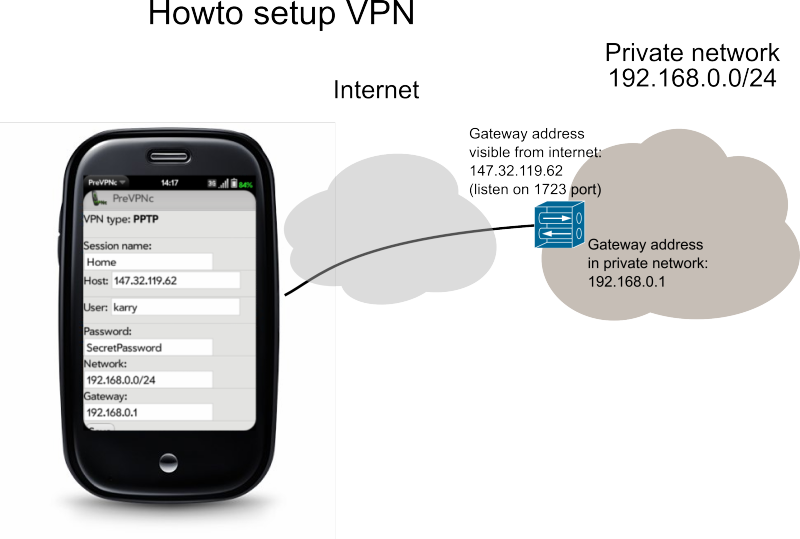 Howto setup VPN
Private network
192.168.0.0/24
Internet
Gateway address
visible from internet:
147.32.119.62
(listen on 1723 port)
Gateway address
in private network:
192.168.0.1
PreVPNc 14:17 3G 84%
PreVPNc
VPN type: PPTP
Session name:
Home
Host: 147.32.119.62
User: karry
Password:
SecretPassword
Network:
192.168.0.0/24
Gateway:
192.168.0.1